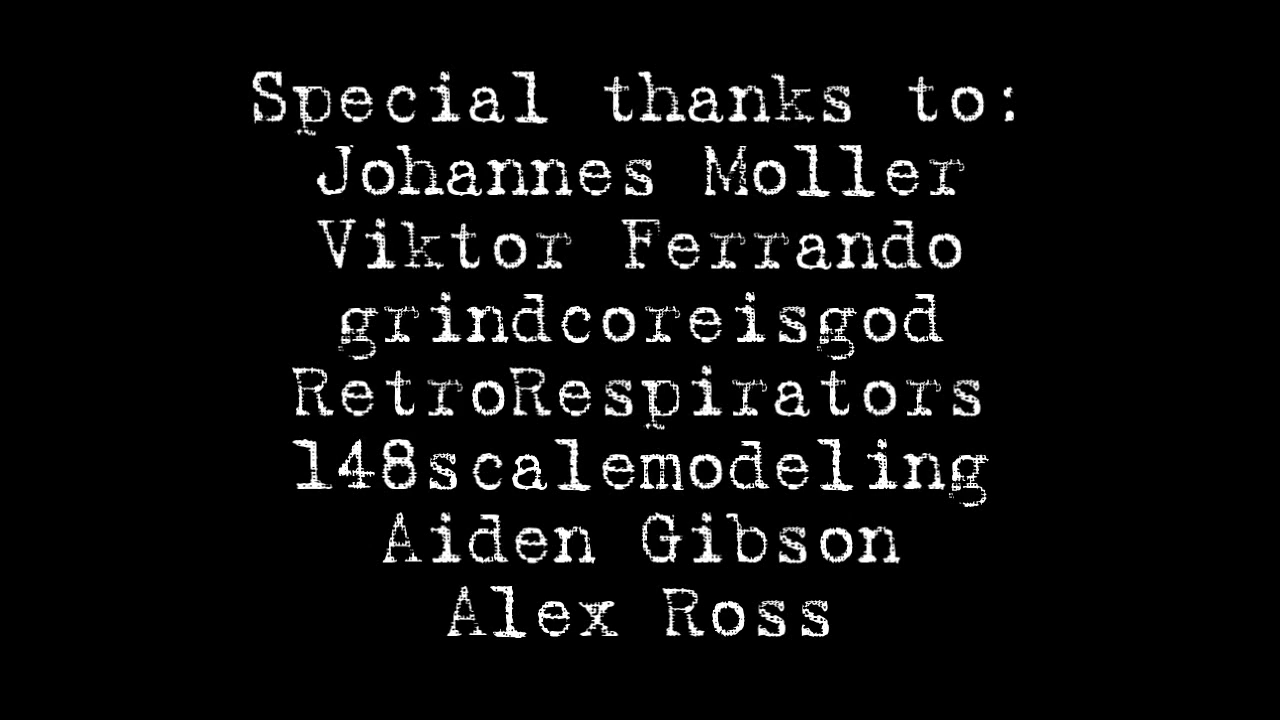 Special thanks to:
Johannes Moller
Viktor Ferrando
grindcoreisgod
RetroRespirators
148scalemodeling
Aiden Gibson
Alex Ross